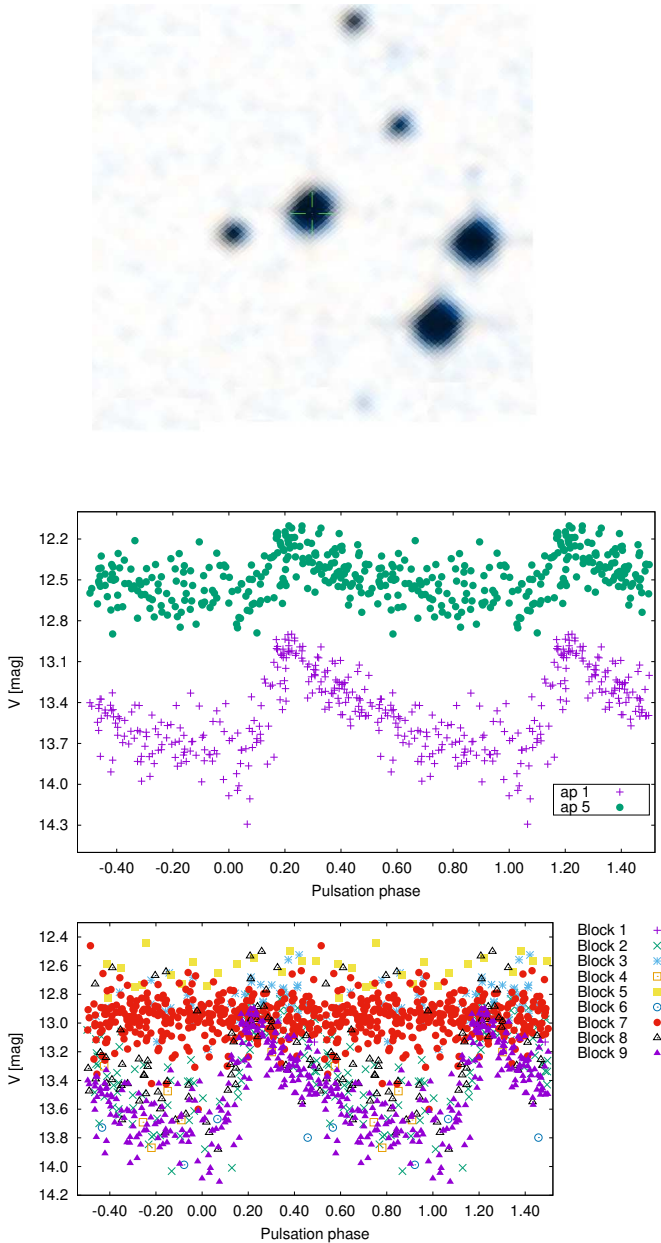 12.2
12.5
12.8
13.1
13.4
13.7
14.0
14.3
V [mag]
ap 1
ap 5
-0.40 -0.20 0.00 0.20 0.40 0.60 0.80 1.00 1.20 1.40
Pulsation phase
12.4
12.6
12.8
13.0
13.2
13.4
13.6
13.8
14.0
14.2
V [mag]
-0.40 -0.20 0.00 0.20 0.40 0.60 0.80 1.00 1.20 1.40
Pulsation phase
Block 1
Block 2
Block 3
Block 4
Block 5
Block 6
Block 7
Block 8
Block 9